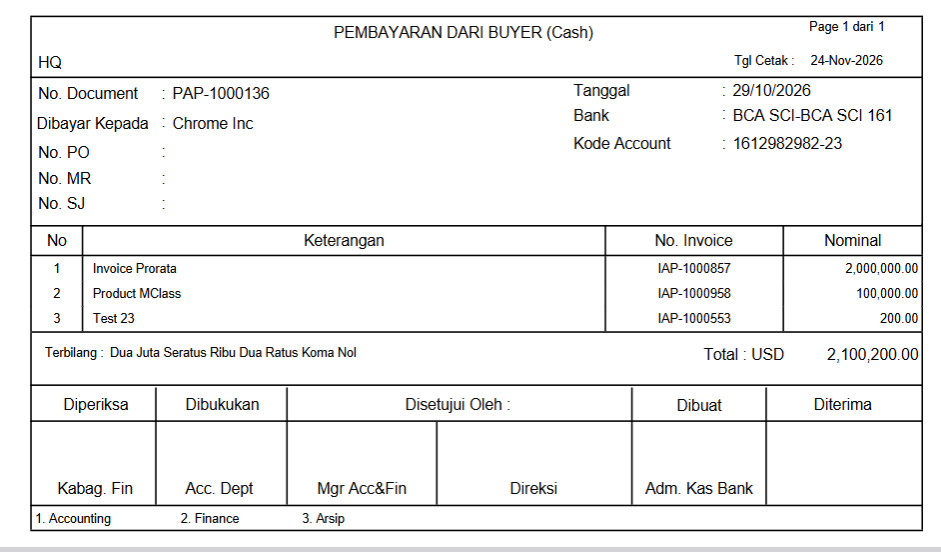 PEMBAYARAN DARI BUYER (Cash)
Page 1 dari 1
HQ
Tgl Cetak : 24-Nov-2026
No. Document : PAP-1000136
Tanggal : 29/10/2026
Dibayar Kepada : Chrome Inc
Bank : BCA SCI-BCA SCI 161
No. PO :
Kode Account : 1612982982-23
No. MR :
No. SJ :
No Keterangan No. Invoice Nominal
1 Invoice Prorata IAP-1000857 2,000,000.00
2 Product MClass IAP-1000958 100,000.00
3 Test 23 IAP-1000553 200.00
Terbilang : Dua Juta Seratus Ribu Dua Ratus Koma Nol Total : USD 2,100,200.00
Diperiksa Dibukukan Disetujui Oleh : Dibuat Diterima
Kabag. Fin Acc. Dept Mgr Acc&Fin Direksi Adm. Kas Bank
1. Accounting 2. Finance 3. Arsip